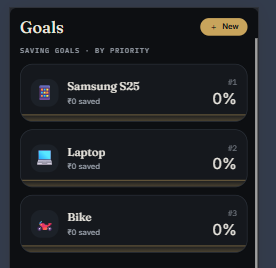 Goals
+ New
SAVING GOALS · BY PRIORITY
Samsung S25
#1
₹0 saved
0%
Laptop
#2
₹0 saved
0%
Bike
#3
₹0 saved
0%